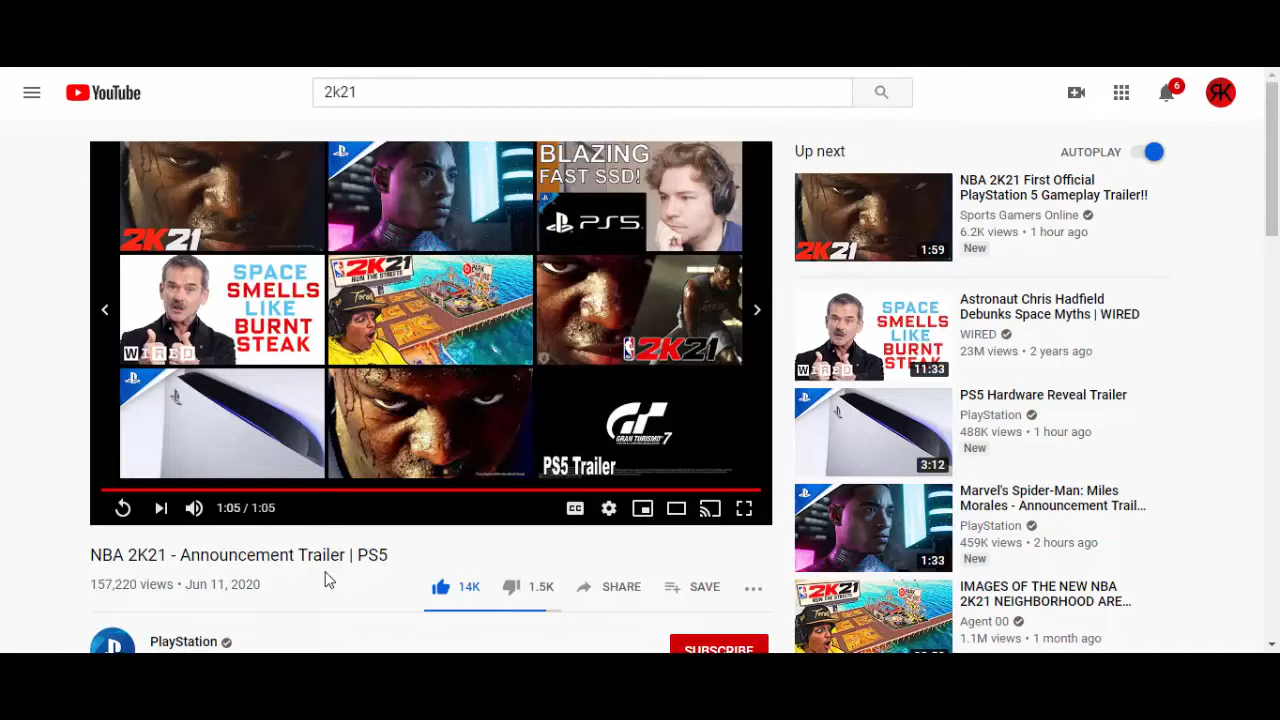 YouTube
2k21
6
RK
2K21
BLAZING
FAST SSD!
PS5
SPACE
SMELLS
LIKE
BURNT
STEAK
WIRED
2K21
RUN THE STREETS
2K21
GRAN TURISMO 7
PS5 Trailer
1:05 / 1:05
CC
NBA 2K21 - Announcement Trailer | PS5
157,220 views • Jun 11, 2020
14K
1.5K
SHARE
SAVE
PlayStation
SUBSCRIBE
Up next
AUTOPLAY
2K21
1:59
NBA 2K21 First Official
PlayStation 5 Gameplay Trailer!!
Sports Gamers Online
6.2K views • 1 hour ago
New
SPACE
SMELLS
LIKE
BURNT
STEAK
WIRED
11:33
Astronaut Chris Hadfield
Debunks Space Myths | WIRED
WIRED
23M views • 2 years ago
3:12
PS5 Hardware Reveal Trailer
PlayStation
488K views • 1 hour ago
New
1:33
Marvel's Spider-Man: Miles
Morales - Announcement Trail...
PlayStation
459K views • 2 hours ago
New
2K21
IMAGES OF THE NEW NBA
2K21 NEIGHBORHOOD ARE...
Agent 00
1.1M views • 1 month ago